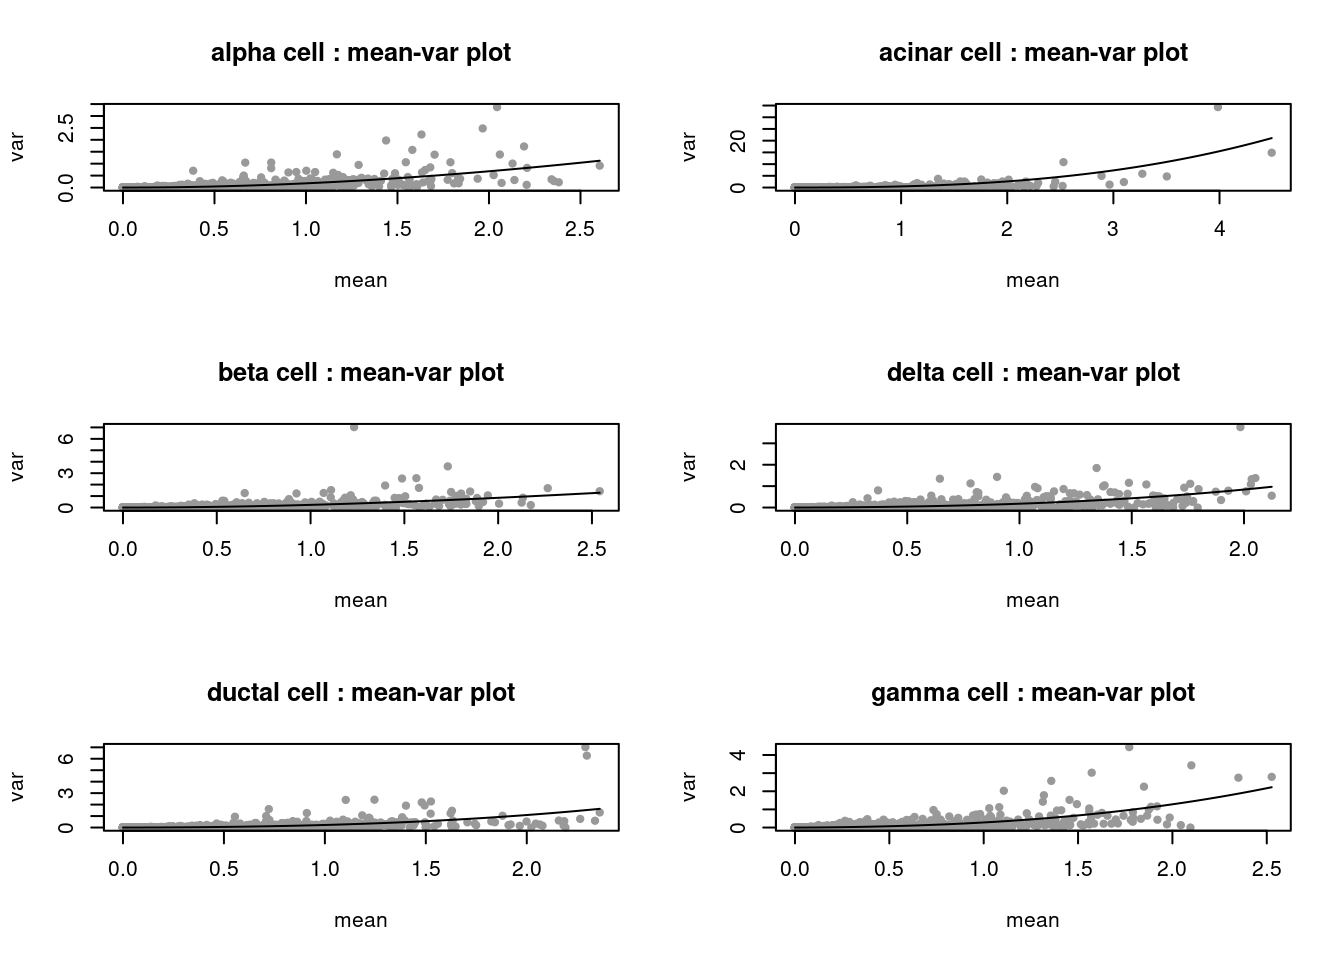 alpha cell : mean-var plot
var
2.5
0.0
0.0 0.5 1.0 1.5 2.0 2.5
mean
acinar cell : mean-var plot
var
20
0
0 1 2 3 4
mean
beta cell : mean-var plot
var
6
3
0
0.0 0.5 1.0 1.5 2.0 2.5
mean
delta cell : mean-var plot
var
2
0
0.0 0.5 1.0 1.5 2.0
mean
ductal cell : mean-var plot
var
6
3
0
0.0 0.5 1.0 1.5 2.0
mean
gamma cell : mean-var plot
var
4
2
0
0.0 0.5 1.0 1.5 2.0 2.5
mean